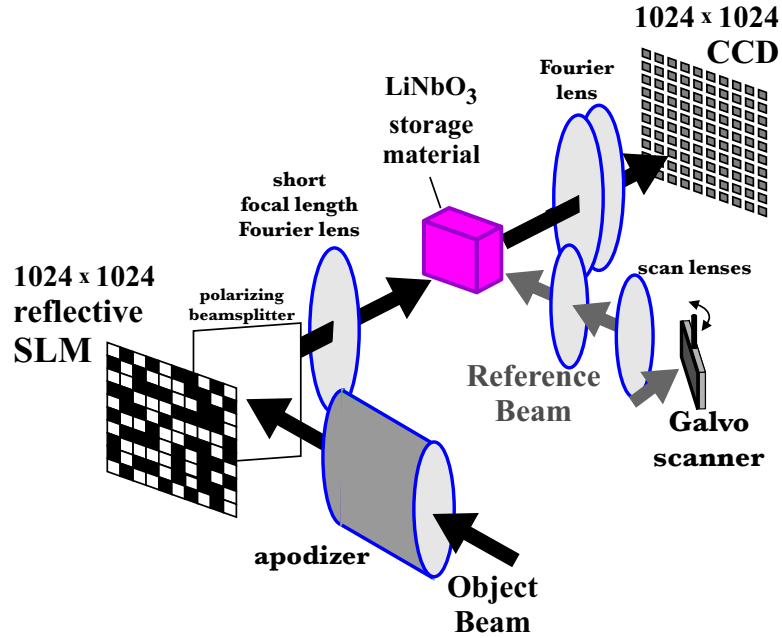 1024 x 1024
CCD
Fourier
lens
LiNbO3
storage
material
short
focal length
Fourier lens
scan lenses
1024 x 1024
reflective
SLM
polarizing
beamsplitter
Reference
Beam
Galvo
scanner
apodizer
Object
Beam